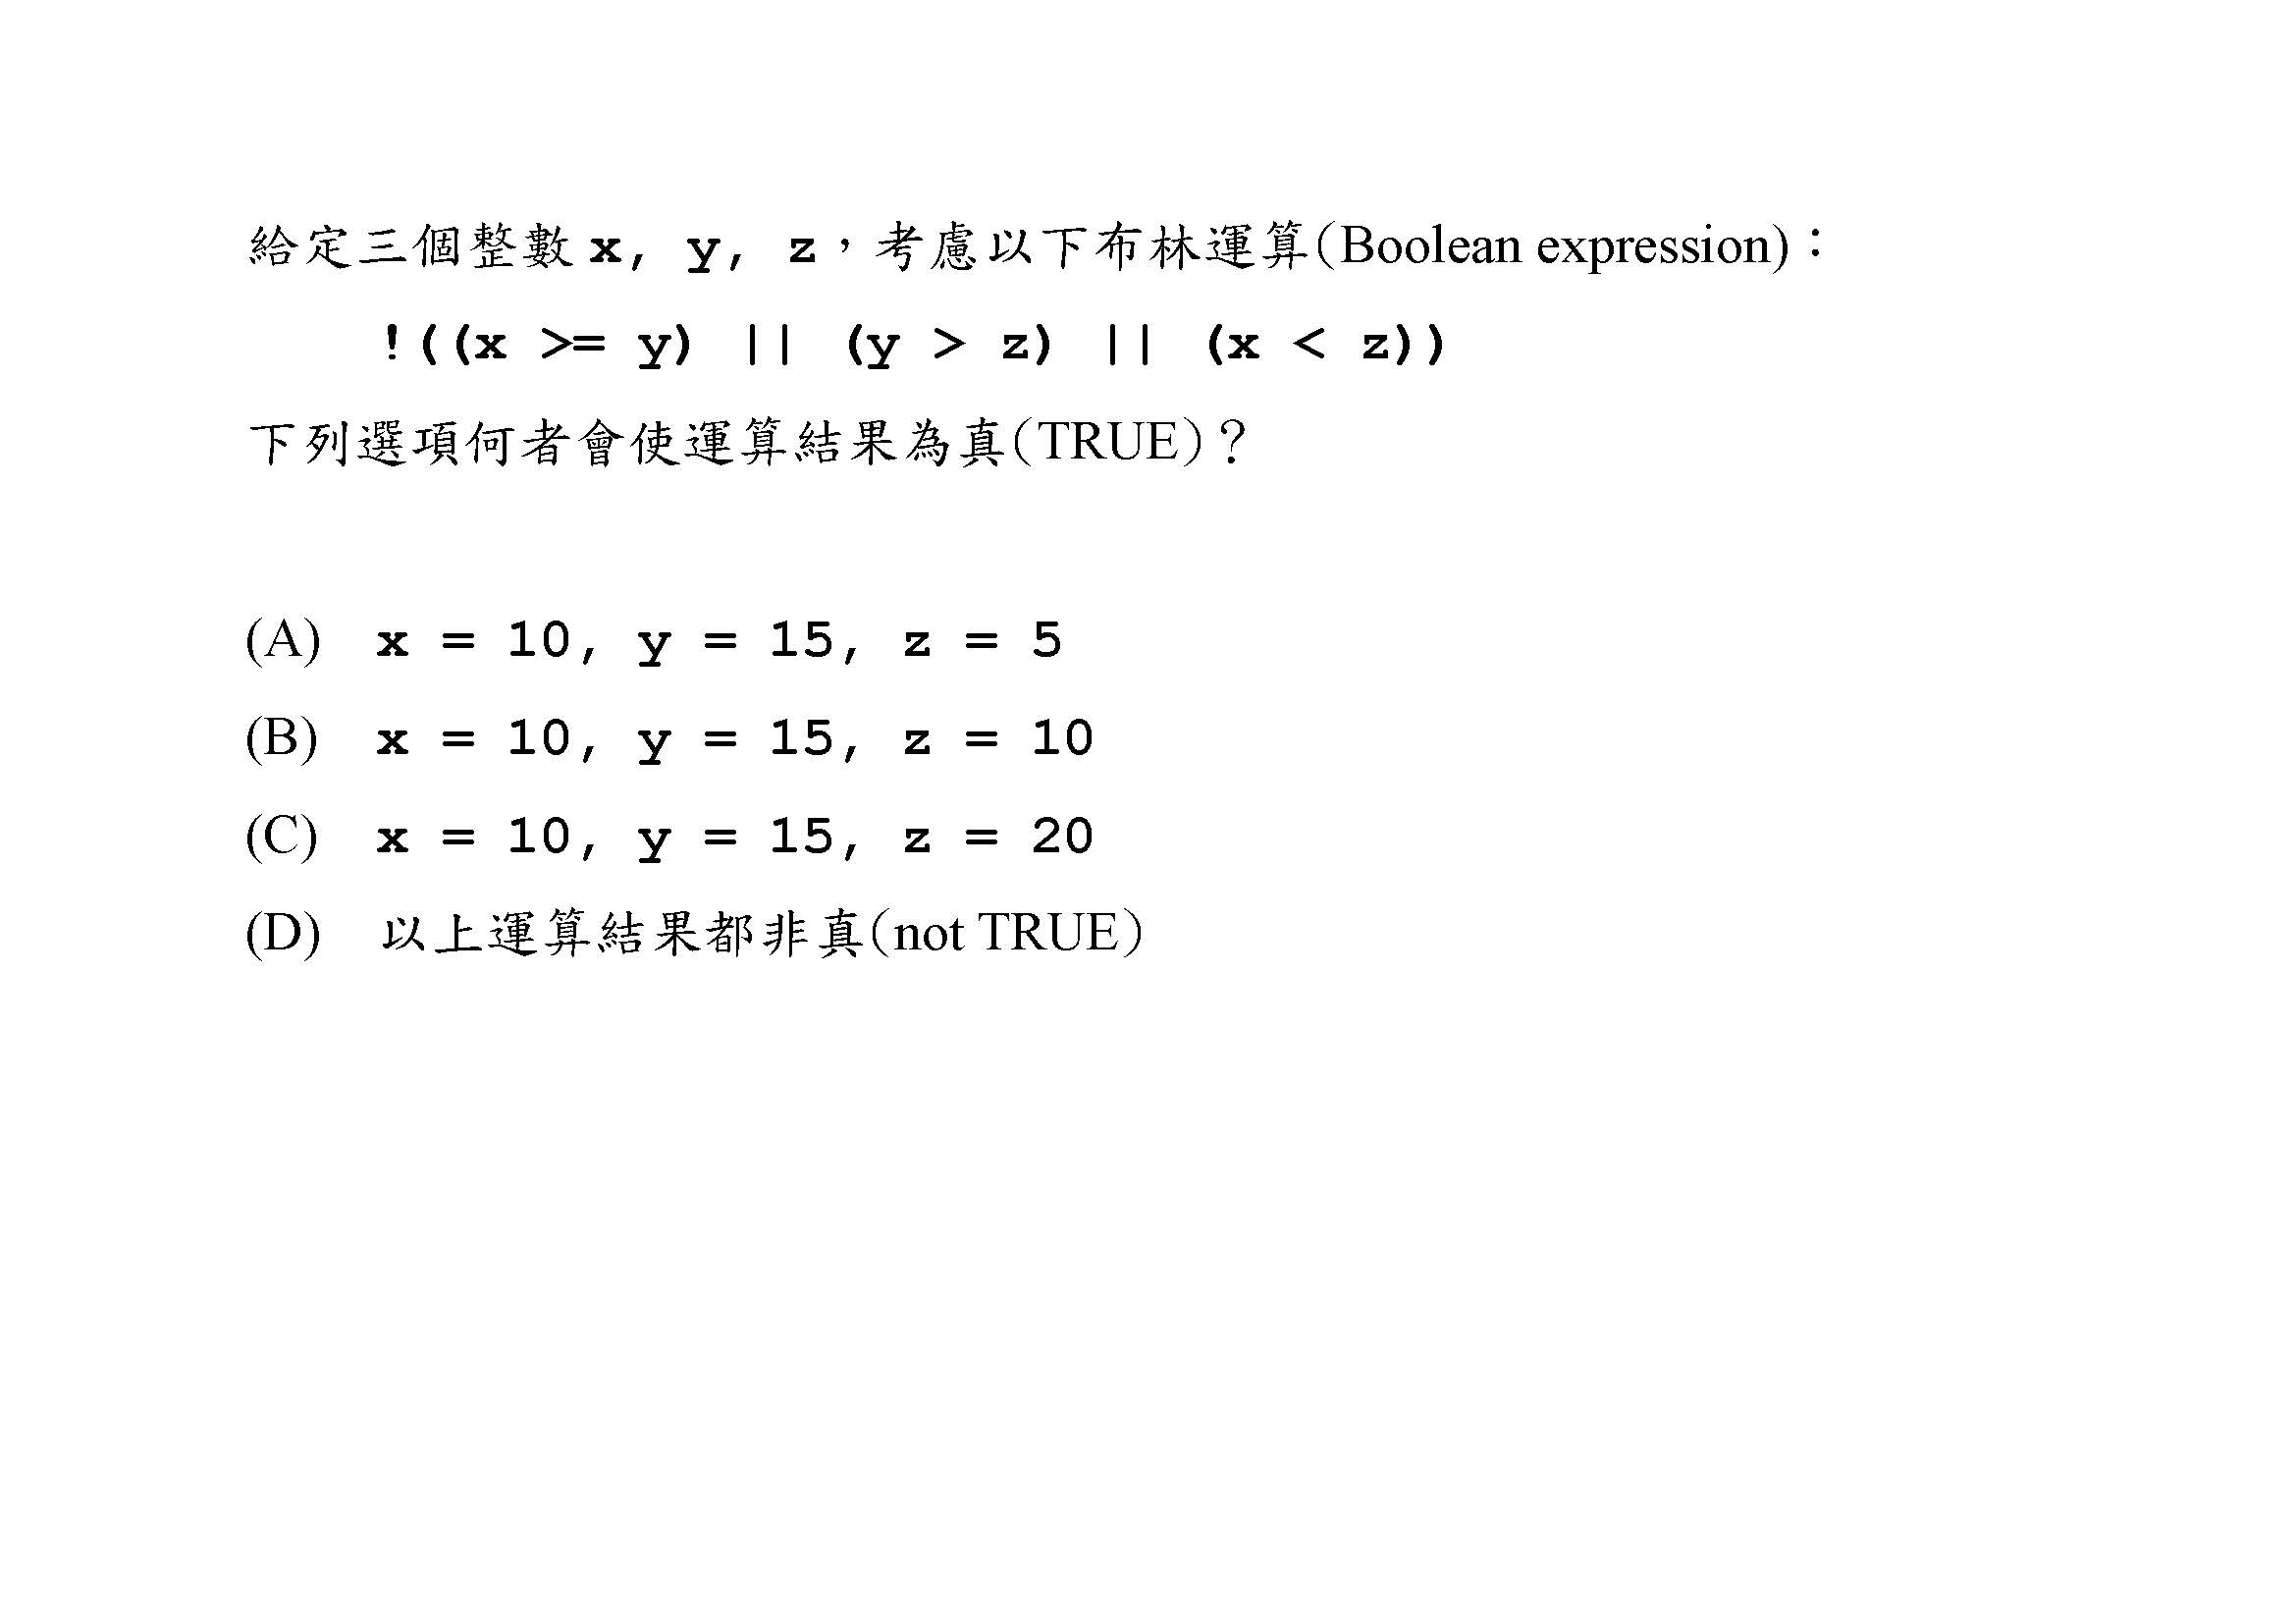 給定三個整數 x, y, z，考慮以下布林運算(Boolean expression)：
!((x >= y) || (y > z) || (x < z))
下列選項何者會使運算結果為真(TRUE)？
(A) x = 10, y = 15, z = 5
(B) x = 10, y = 15, z = 10
(C) x = 10, y = 15, z = 20
(D) 以上運算結果都非真(not TRUE)